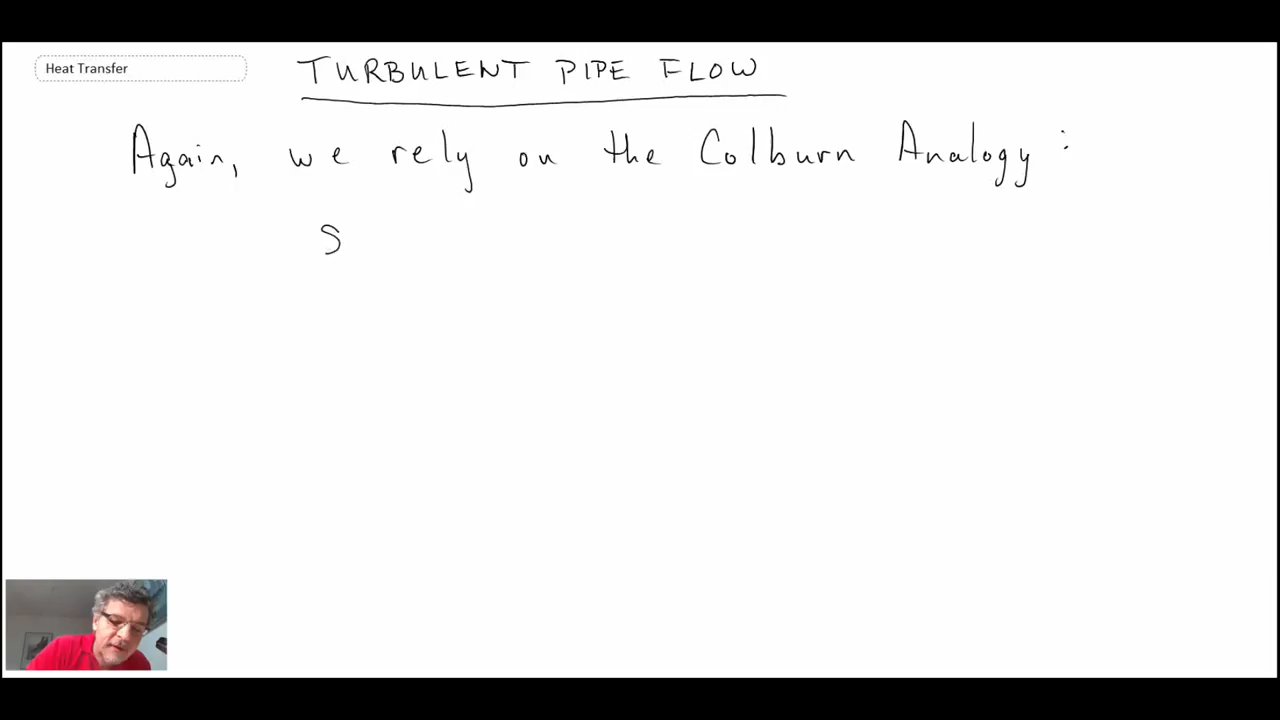 Heat Transfer
TURBULENT PIPE FLOW
Again, we rely on the Colburn Analogy :
S